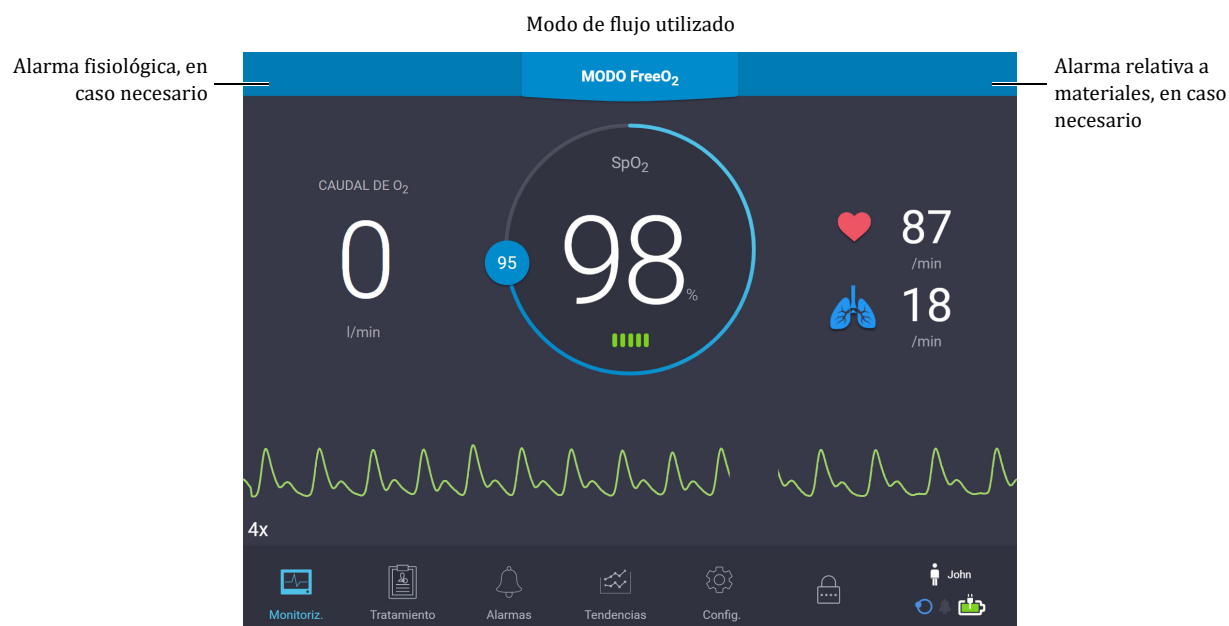 Modo de flujo utilizado
Alarma fisiológica, en
caso necesario
MODO FreeO₂
Alarma relativa a
materiales, en caso
necesario
CAUDAL DE O₂
0
l/min
SpO₂
95
98
%
87
/min
18
/min
4x
Monitoriz.
Tratamiento
Alarmas
Tendencias
Config.
John